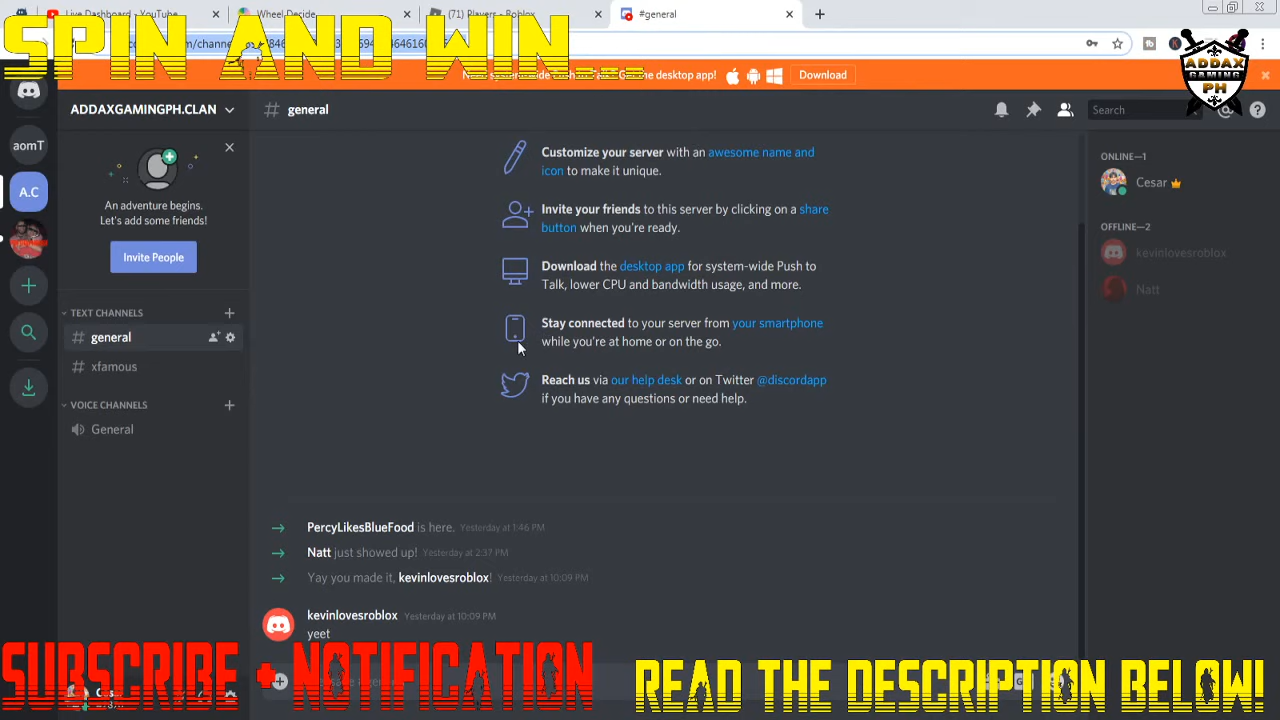 Live Dashboard - YouTube
Wheel Decide
(71) Players - Roblox
#general
SPIN AND WIN....
desktop app!
Download
ADDAX
GAMING
PH
aomT
A.C
ADDAXGAMINGPH.CLAN
# general
Search
An adventure begins.
Let's add some friends!
Invite People
TEXT CHANNELS
# general
# xfamous
VOICE CHANNELS
General
Customize your server with an awesome name and
icon to make it unique.
Invite your friends to this server by clicking on a share
button when you're ready.
Download the desktop app for system-wide Push to
Talk, lower CPU and bandwidth usage, and more.
Stay connected to your server from your smartphone
while you're at home or on the go.
Reach us via our help desk or on Twitter @discordapp
if you have any questions or need help.
PercyLikesBlueFood is here. Yesterday at 1:46 PM
Natt just showed up! Yesterday at 2:37 PM
Yay you made it, kevinlovesroblox! Yesterday at 10:09 PM
kevinlovesroblox Yesterday at 10:09 PM
yeet
ONLINE—1
Cesar
OFFLINE—2
kevinlovesroblox
Natt
SUBSCRIBE + NOTIFICATION
READ THE DESCRIPTION BELOW!